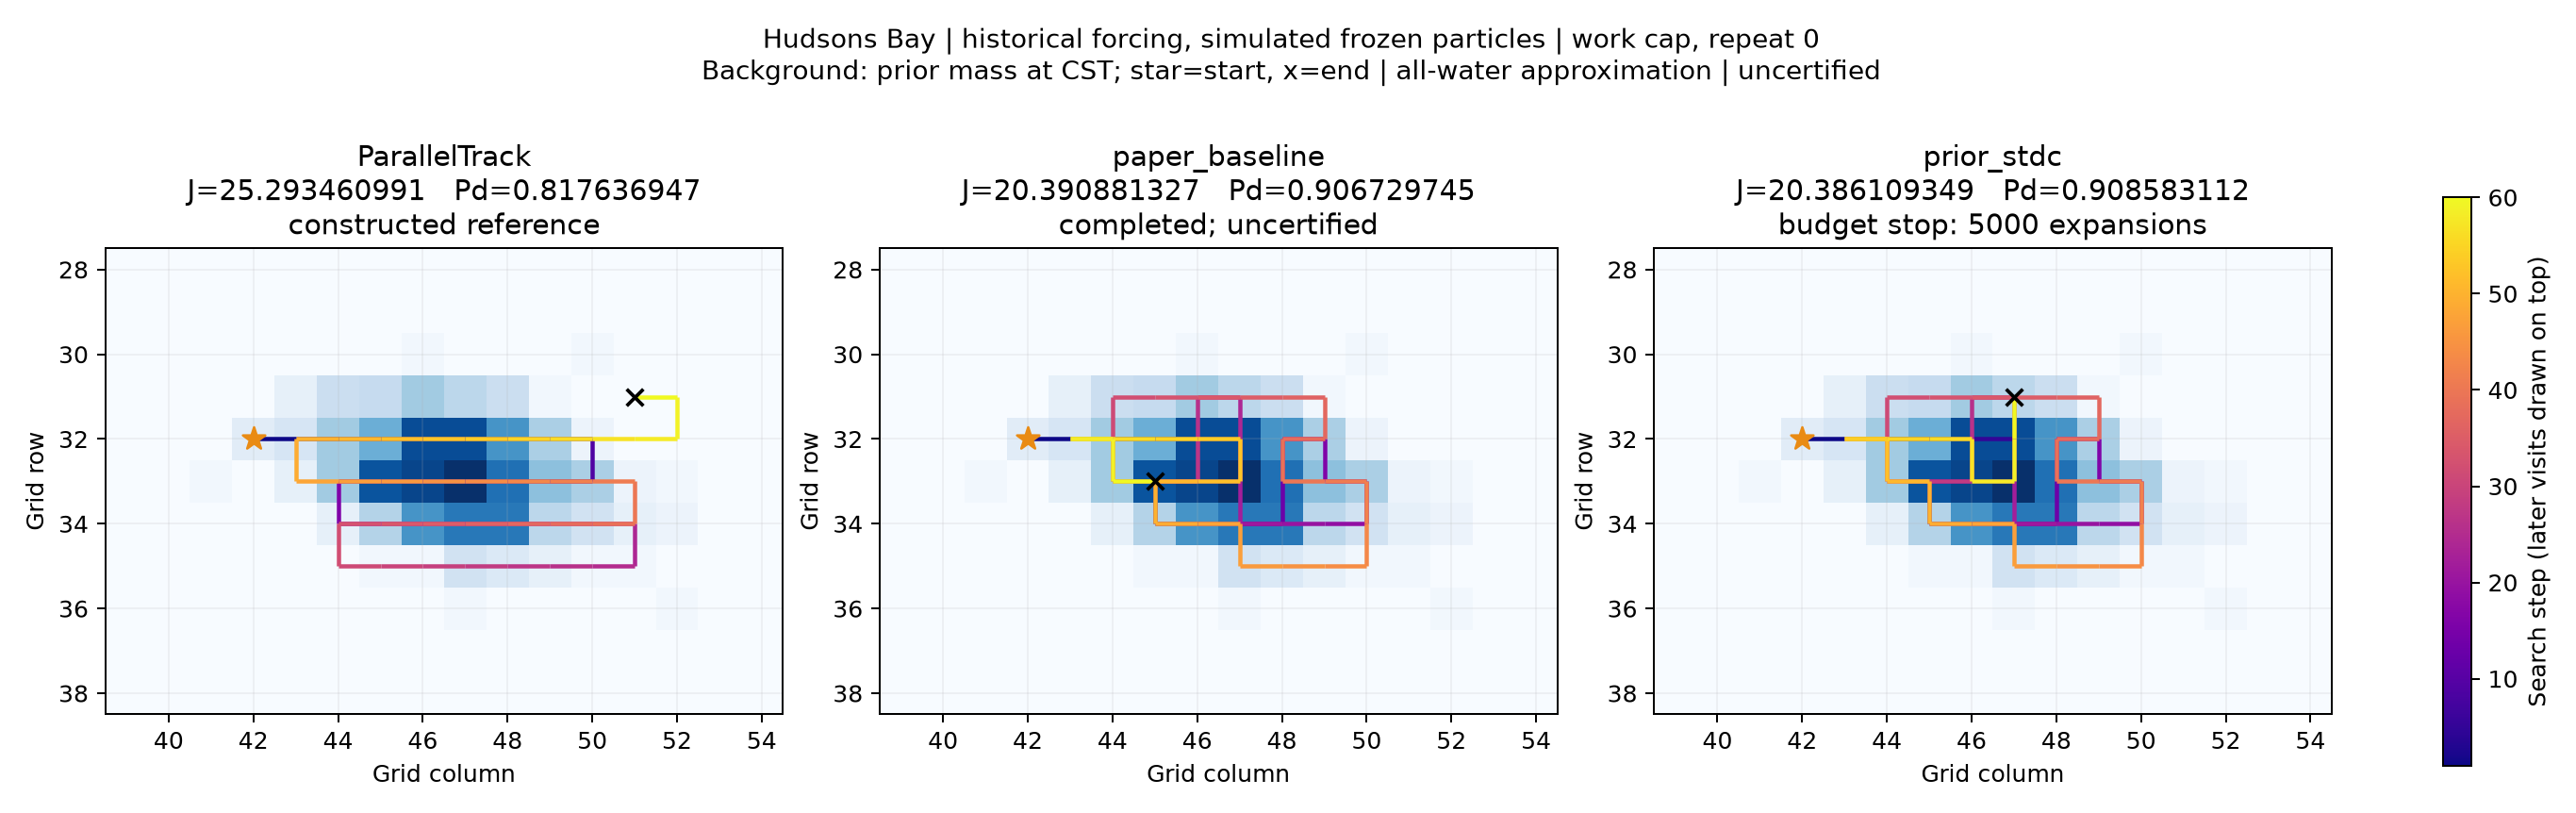 Hudsons Bay | historical forcing, simulated frozen particles | work cap, repeat 0
Background: prior mass at CST; star=start, x=end | all-water approximation | uncertified
ParallelTrack
J=25.293460991 Pd=0.817636947
constructed reference
28
30
32
34
36
38
Grid row
40 42 44 46 48 50 52 54
Grid column
paper_baseline
J=20.390881327 Pd=0.906729745
completed; uncertified
28
30
32
34
36
38
Grid row
40 42 44 46 48 50 52 54
Grid column
prior_stdc
J=20.386109349 Pd=0.908583112
budget stop: 5000 expansions
28
30
32
34
36
38
Grid row
40 42 44 46 48 50 52 54
Grid column
60
50
40
30
20
10
Search step (later visits drawn on top)